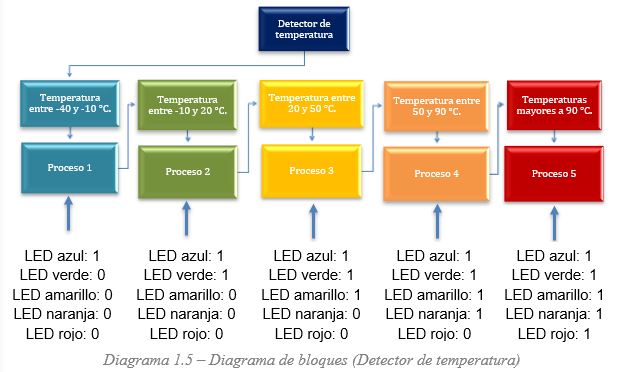 Detector de
temperatura
Temperatura
entre -40 y -10 °C.
Temperatura
entre -10 y 20 °C.
Temperatura entre
20 y 50 °C.
Temperatura entre
50 y 90 °C.
Temperaturas
mayores a 90 °C.
Proceso 1
Proceso 2
Proceso 3
Proceso 4
Proceso 5
LED azul: 1
LED verde: 0
LED amarillo: 0
LED naranja: 0
LED rojo: 0
LED azul: 1
LED verde: 1
LED amarillo: 0
LED naranja: 0
LED rojo: 0
LED azul: 1
LED verde: 1
LED amarillo: 1
LED naranja: 0
LED rojo: 0
LED azul: 1
LED verde: 1
LED amarillo: 1
LED naranja: 1
LED rojo: 0
LED azul: 1
LED verde: 1
LED amarillo: 1
LED naranja: 1
LED rojo: 1
Diagrama 1.5 – Diagrama de bloques (Detector de temperatura)